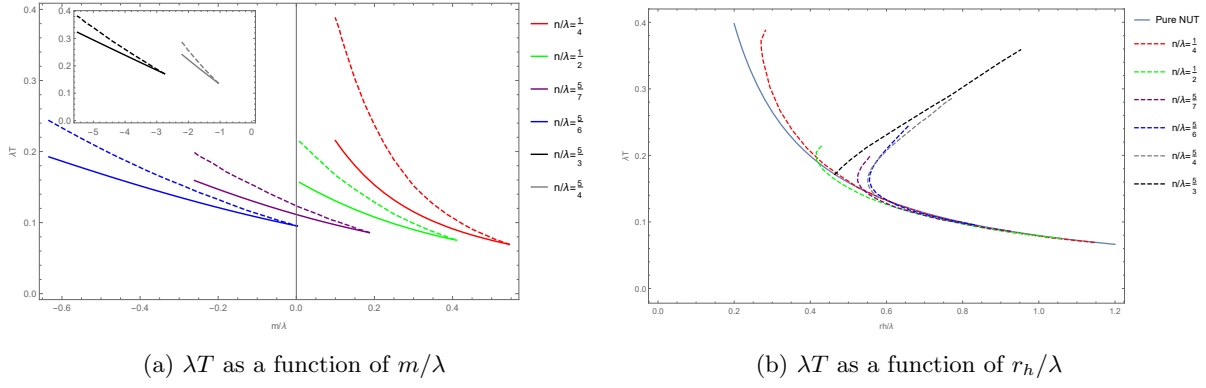 0.4
0.3
0.2
0.1
0.0
λT
0.4
0.3
0.2
0.1
0.0
-5 -4 -3 -2 -1 0
-0.6 -0.4 -0.2 0.0 0.2 0.4
m/λ
n/λ=1/4
n/λ=1/2
n/λ=5/7
n/λ=5/6
n/λ=5/3
n/λ=5/4
(a) λT as a function of m/λ
0.4
0.3
0.2
0.1
0.0
λT
0.0 0.2 0.4 0.6 0.8 1.0 1.2
rh/λ
Pure NUT
n/λ=1/4
n/λ=1/2
n/λ=5/7
n/λ=5/6
n/λ=5/4
n/λ=5/3
(b) λT as a function of r_h/λ